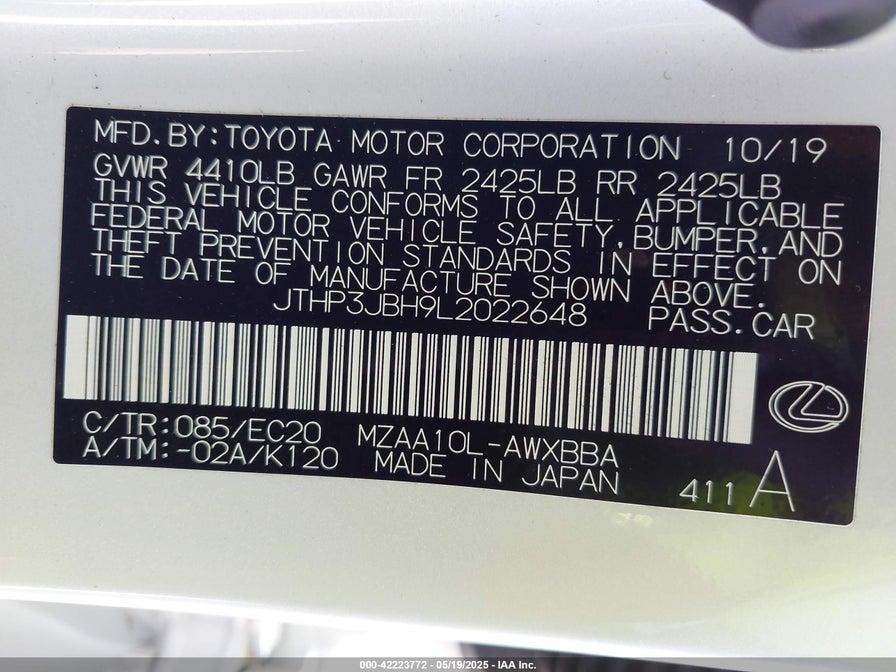 MFD.BY:TOYOTA MOTOR CORPORATION 10/19
GVWR 4410LB GAWR FR 2425LB RR 2425LB
THIS VEHICLE CONFORMS TO ALL APPLICABLE
FEDERAL MOTOR VEHICLE SAFETY,BUMPER,AND
THEFT PREVENTION STANDARDS IN EFFECT ON
THE DATE OF MANUFACTURE SHOWN ABOVE.
JTHP3JBH9L2022648 PASS.CAR
C/TR:085/EC20 MZAA10L-AWXBBA
A/TM:-02A/K120 MADE IN JAPAN 411 A
000-42223772 - 05/19/2025 - IAA Inc.